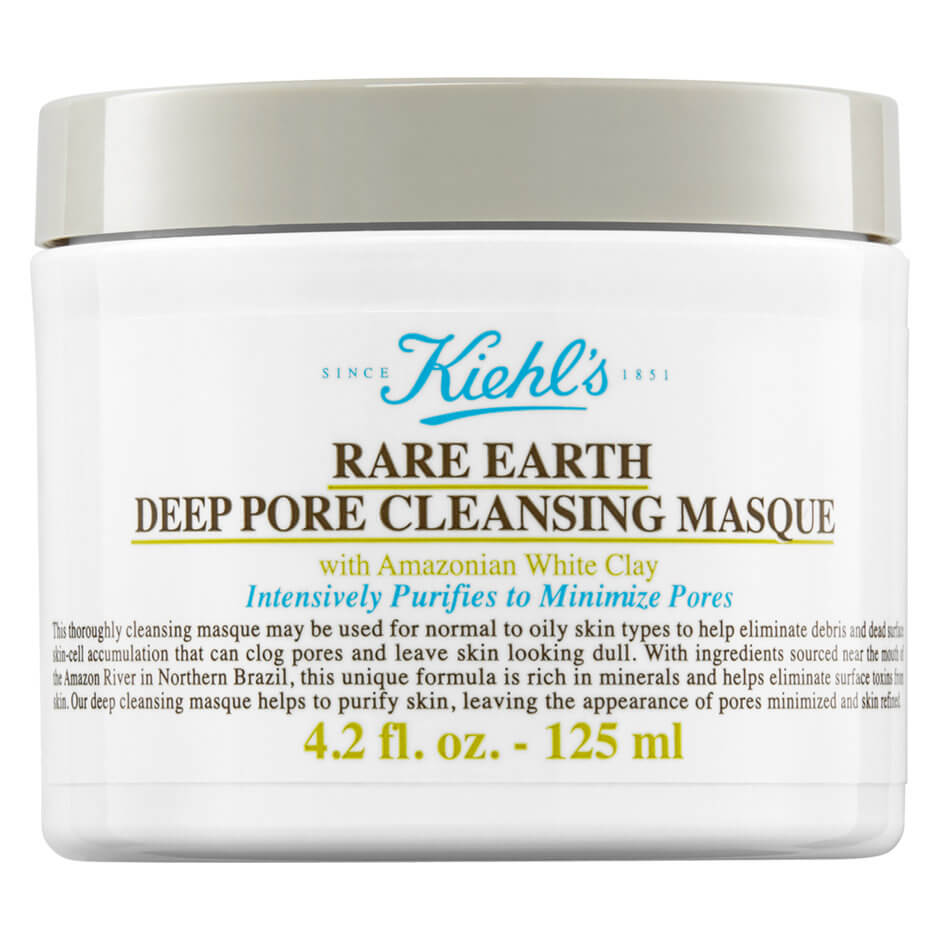 SINCE Kiehl's 1851
RARE EARTH
DEEP PORE CLEANSING MASQUE
with Amazonian White Clay
Intensively Purifies to Minimize Pores
This thoroughly cleansing masque may be used for normal to oily skin types to help eliminate debris and dead surface
skin-cell accumulation that can clog pores and leave skin looking dull. With ingredients sourced near the mouth of
the Amazon River in Northern Brazil, this unique formula is rich in minerals and helps eliminate surface toxins from
skin. Our deep cleansing masque helps to purify skin, leaving the appearance of pores minimized and skin refined.
4.2 fl. oz. - 125 ml